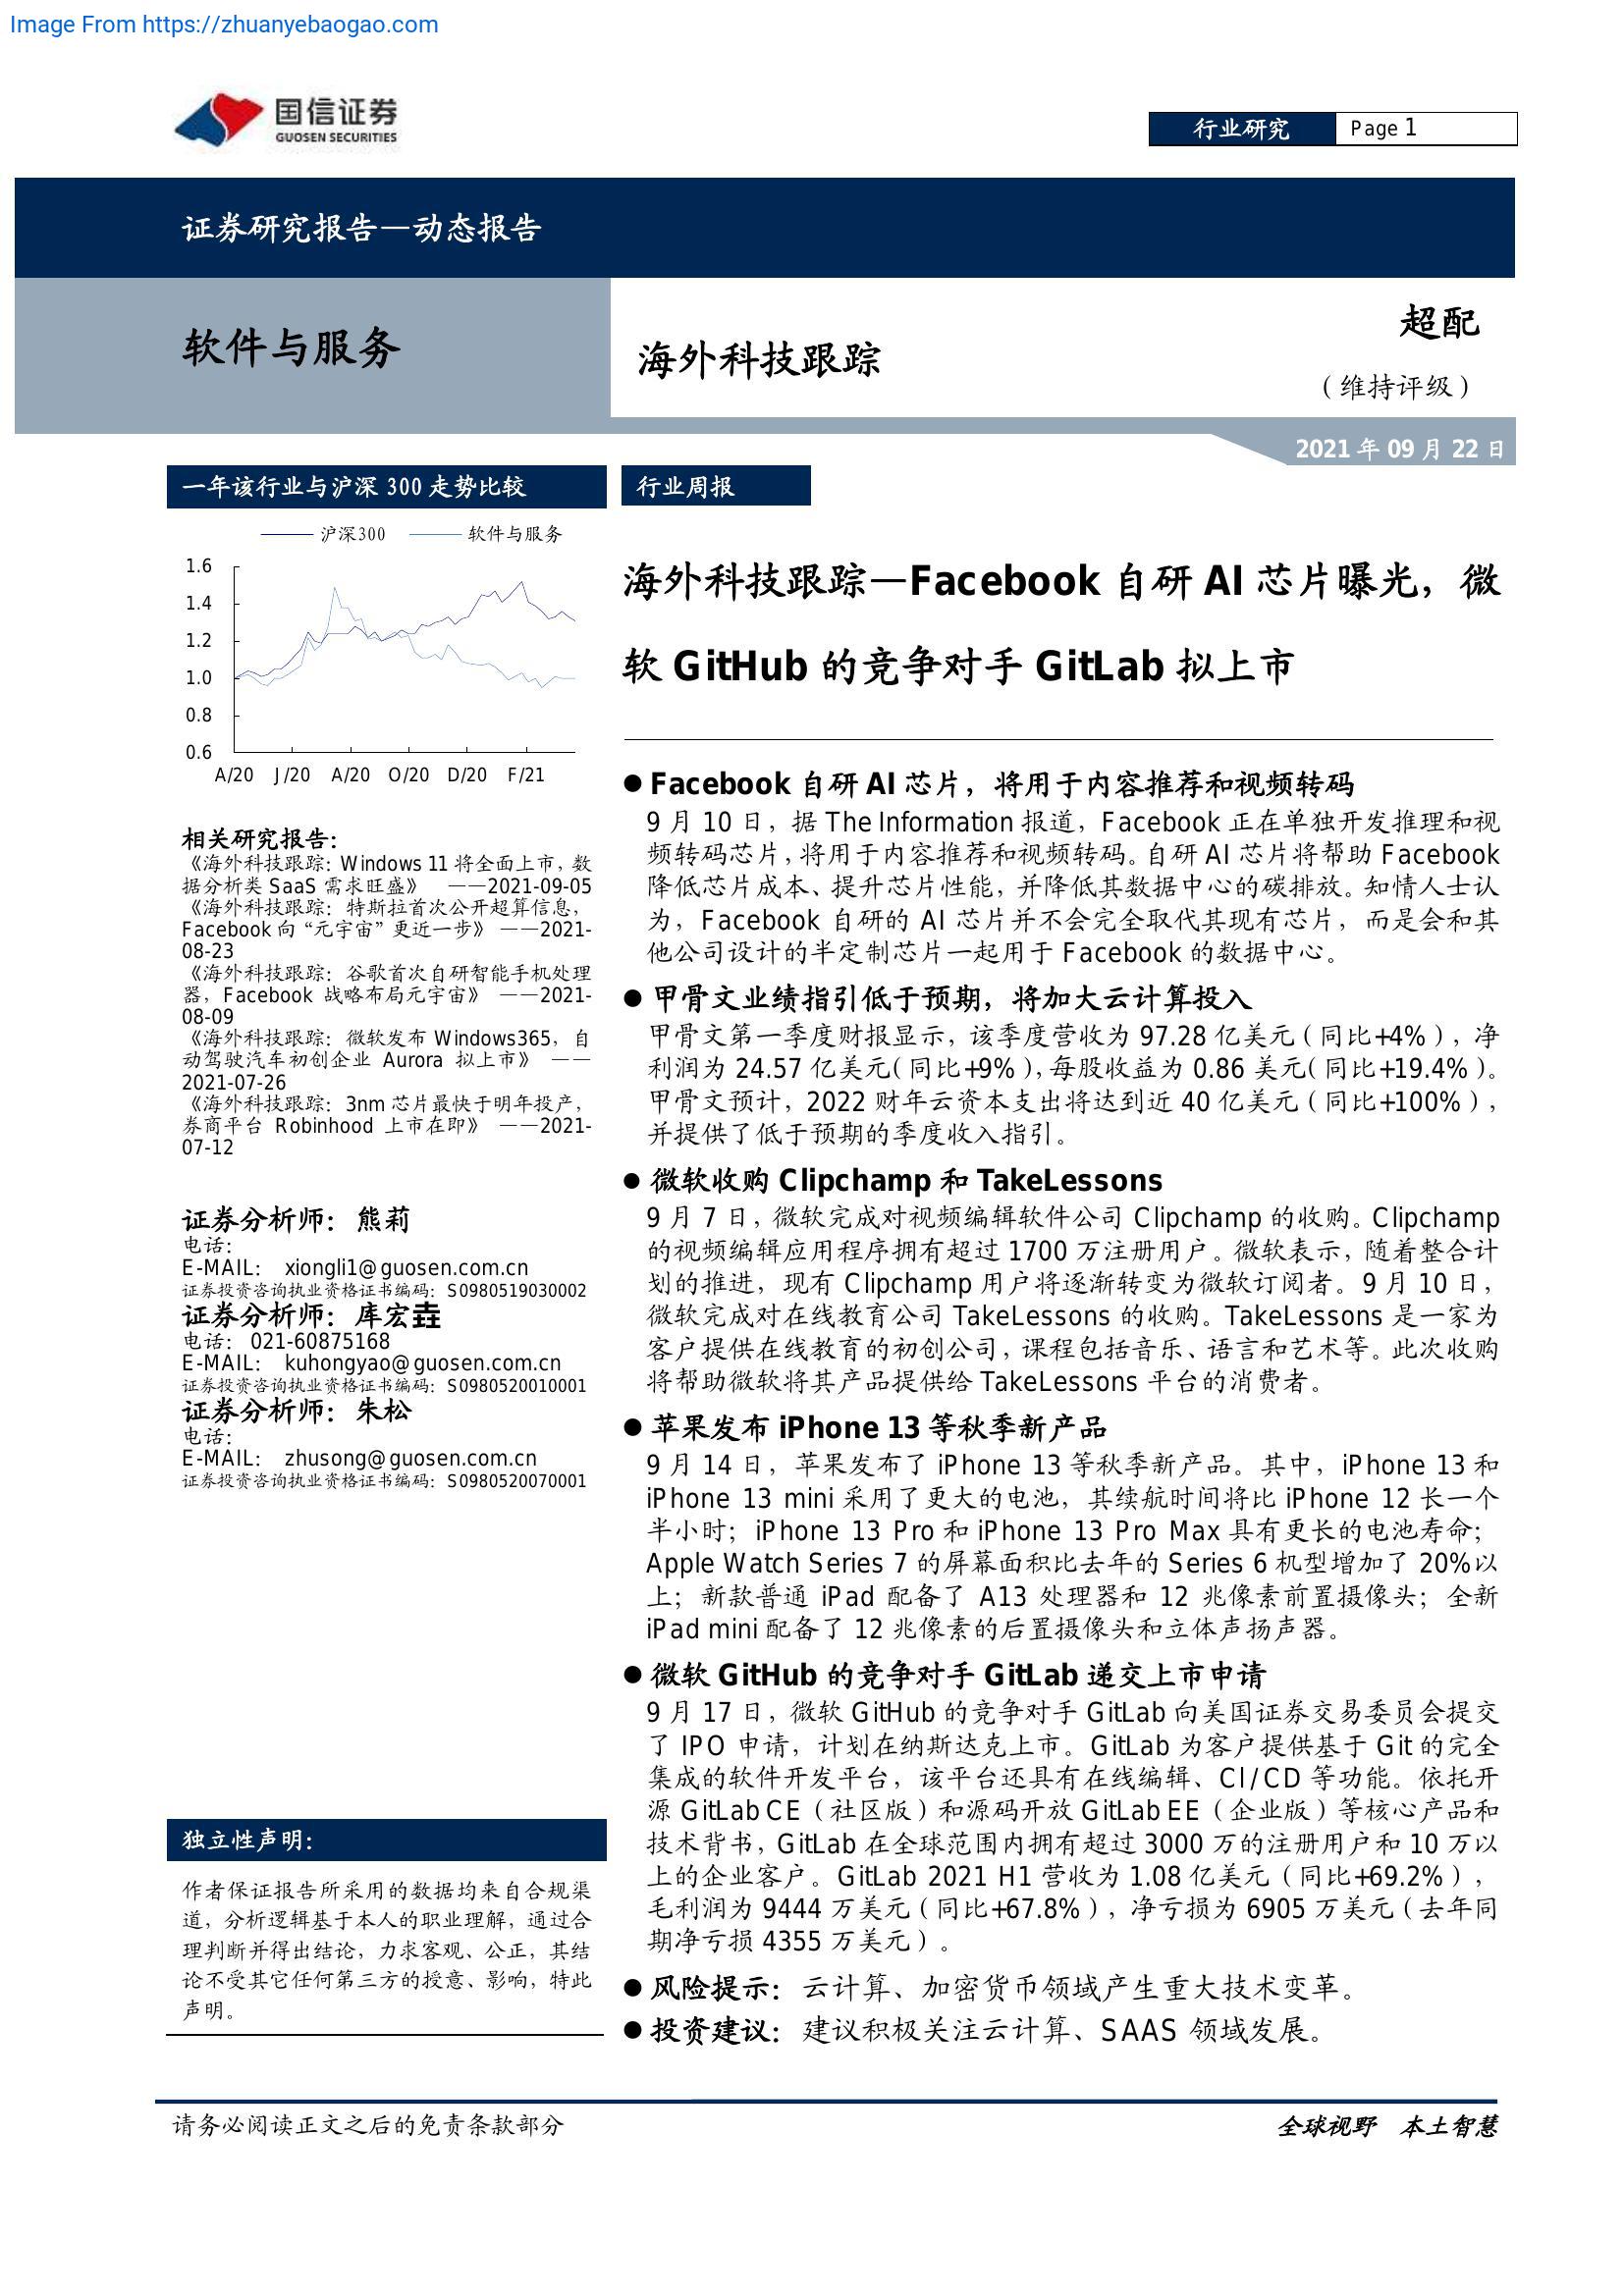 Image From https://zhuanyebaogao.com
国信证券
GUOSEN SECURITIES
行业研究
Page 1
证券研究报告—动态报告
软件与服务
海外科技跟踪
超配
（维持评级）
2021 年 09 月 22 日
一年该行业与沪深 300 走势比较
沪深300 软件与服务
1.6
1.4
1.2
1.0
0.8
0.6
A/20 J/20 A/20 O/20 D/20 F/21
相关研究报告：
《海外科技跟踪：Windows 11 将全面上市，数
据分析类 SaaS 需求旺盛》 ——2021-09-05
《海外科技跟踪：特斯拉首次公开超算信息，
Facebook 向 “元宇宙” 更近一步》 ——2021-
08-23
《海外科技跟踪：谷歌首次自研智能手机处理
器，Facebook 战略布局元宇宙》 ——2021-
08-09
《海外科技跟踪：微软发布 Windows365，自
动驾驶汽车初创企业 Aurora 拟上市》 ——
2021-07-26
《海外科技跟踪：3nm 芯片最快于明年投产，
券商平台 Robinhood 上市在即》 ——2021-
07-12
证券分析师：熊莉
电话：
E-MAIL： xiongli1@guosen.com.cn
证券投资咨询执业资格证书编码：S0980519030002
证券分析师：库宏垚
电话： 021-60875168
E-MAIL： kuhongyao@guosen.com.cn
证券投资咨询执业资格证书编码：S0980520010001
证券分析师：朱松
电话：
E-MAIL： zhusong@guosen.com.cn
证券投资咨询执业资格证书编码：S0980520070001
独立性声明：
作者保证报告所采用的数据均来自合规渠
道，分析逻辑基于本人的职业理解，通过合
理判断并得出结论，力求客观、公正，其结
论不受其它任何第三方的授意、影响，特此
声明。
行业周报
海外科技跟踪—Facebook 自研 AI 芯片曝光，微
软 GitHub 的竞争对手 GitLab 拟上市
● Facebook 自研 AI 芯片，将用于内容推荐和视频转码
9 月 10 日，据 The Information 报道，Facebook 正在单独开发推理和视
频转码芯片，将用于内容推荐和视频转码。自研 AI 芯片将帮助 Facebook
降低芯片成本、提升芯片性能，并降低其数据中心的碳排放。知情人士认
为，Facebook 自研的 AI 芯片并不会完全取代其现有芯片，而是会和其
他公司设计的半定制芯片一起用于 Facebook 的数据中心。
● 甲骨文业绩指引低于预期，将加大云计算投入
甲骨文第一季度财报显示，该季度营收为 97.28 亿美元（同比+4%），净
利润为 24.57 亿美元（同比+9%），每股收益为 0.86 美元（同比+19.4%）。
甲骨文预计，2022 财年云资本支出将达到近 40 亿美元（同比+100%），
并提供了低于预期的季度收入指引。
● 微软收购 Clipchamp 和 TakeLessons
9 月 7 日，微软完成对视频编辑软件公司 Clipchamp 的收购。Clipchamp
的视频编辑应用程序拥有超过 1700 万注册用户。微软表示，随着整合计
划的推进，现有 Clipchamp 用户将逐渐转变为微软订阅者。9 月 10 日，
微软完成对在线教育公司 TakeLessons 的收购。TakeLessons 是一家为
客户提供在线教育的初创公司，课程包括音乐、语言和艺术等。此次收购
将帮助微软将其产品提供给 TakeLessons 平台的消费者。
● 苹果发布 iPhone 13 等秋季新产品
9 月 14 日，苹果发布了 iPhone 13 等秋季新产品。其中，iPhone 13 和
iPhone 13 mini 采用了更大的电池，其续航时间将比 iPhone 12 长一个
半小时；iPhone 13 Pro 和 iPhone 13 Pro Max 具有更长的电池寿命；
Apple Watch Series 7 的屏幕面积比去年的 Series 6 机型增加了 20%以
上；新款普通 iPad 配备了 A13 处理器和 12 兆像素前置摄像头；全新
iPad mini 配备了 12 兆像素的后置摄像头和立体声扬声器。
● 微软 GitHub 的竞争对手 GitLab 递交上市申请
9 月 17 日，微软 GitHub 的竞争对手 GitLab 向美国证券交易委员会提交
了 IPO 申请，计划在纳斯达克上市。GitLab 为客户提供基于 Git 的完全
集成的软件开发平台，该平台还具有在线编辑、CI/CD 等功能。依托开
源 GitLab CE（社区版）和源码开放 GitLab EE（企业版）等核心产品和
技术背书，GitLab 在全球范围内拥有超过 3000 万的注册用户和 10 万以
上的企业客户。GitLab 2021 H1 营收为 1.08 亿美元（同比+69.2%），
毛利润为 9444 万美元（同比+67.8%），净亏损为 6905 万美元（去年同
期净亏损 4355 万美元）。
● 风险提示：云计算、加密货币领域产生重大技术变革。
● 投资建议：建议积极关注云计算、SAAS 领域发展。
请务必阅读正文之后的免责条款部分
全球视野 本土智慧